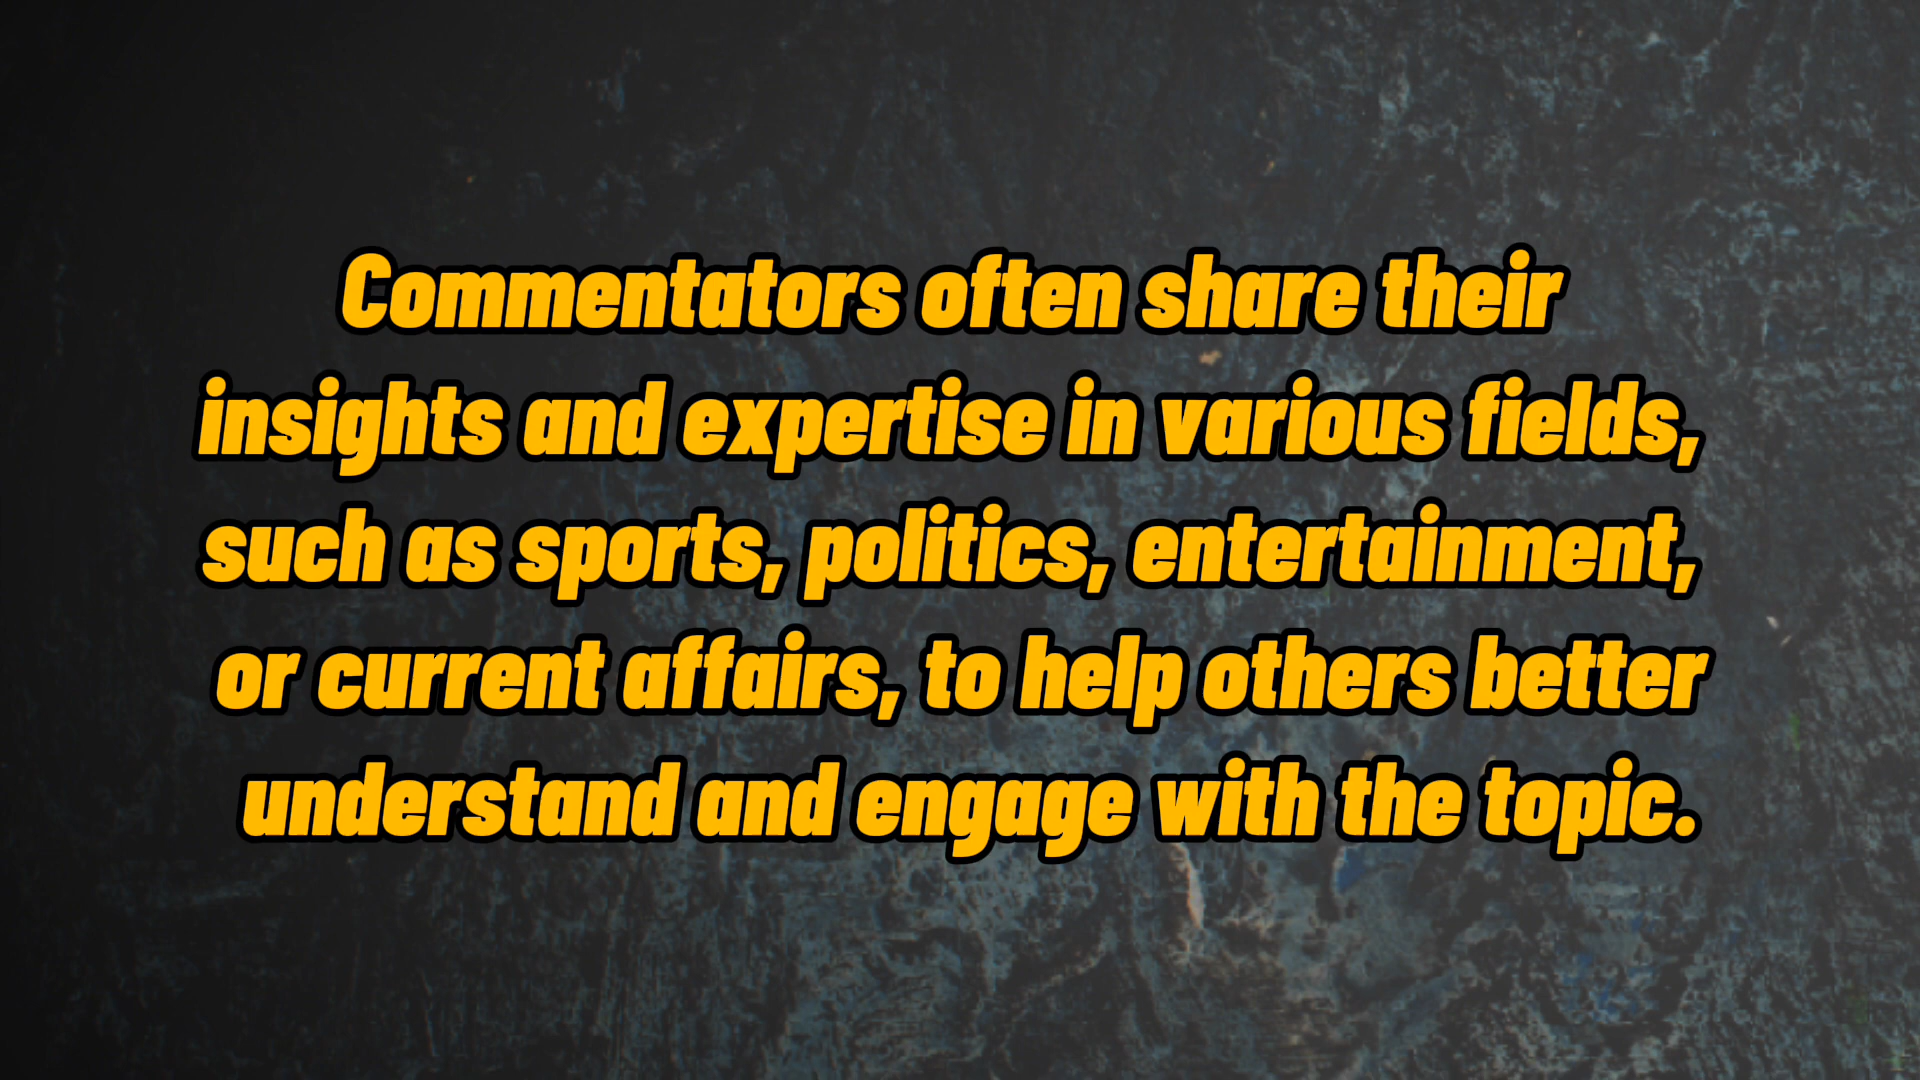 Commentators often share their
insights and expertise in various fields,
such as sports, politics, entertainment,
or current affairs, to help others better
understand and engage with the topic.